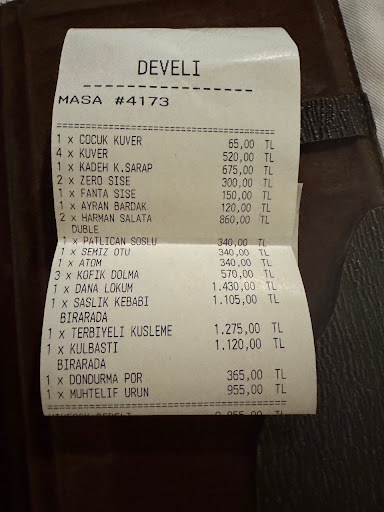 DEVELI
----------------
MASA #4173
==============================
1 x COCUK KUVER 65,00 TL
4 x KUVER 520,00 TL
1 x KADEH K.SARAP 675,00 TL
2 x ZERO SISE 300,00 TL
1 x FANTA SISE 150,00 TL
1 x AYRAN BARDAK 120,00 TL
2 x HARMAN SALATA 860,00 TL
DUBLE
1 x PATLICAN SOSLU 340,00 TL
1 x SEMIZ OTU 340,00 TL
1 x ATOM 340,00 TL
3 x KOFIK DOLMA 570,00 TL
1 x DANA LOKUM 1.430,00 TL
1 x SASLIK KEBABI 1.105,00 TL
BIRARADA
1 x TERBIYELI KUSLEME 1.275,00 TL
1 x KULBASTI 1.120,00 TL
BIRARADA
1 x DONDURMA POR 365,00 TL
1 x MUHTELIF URUN 955,00 TL
==============================
TL